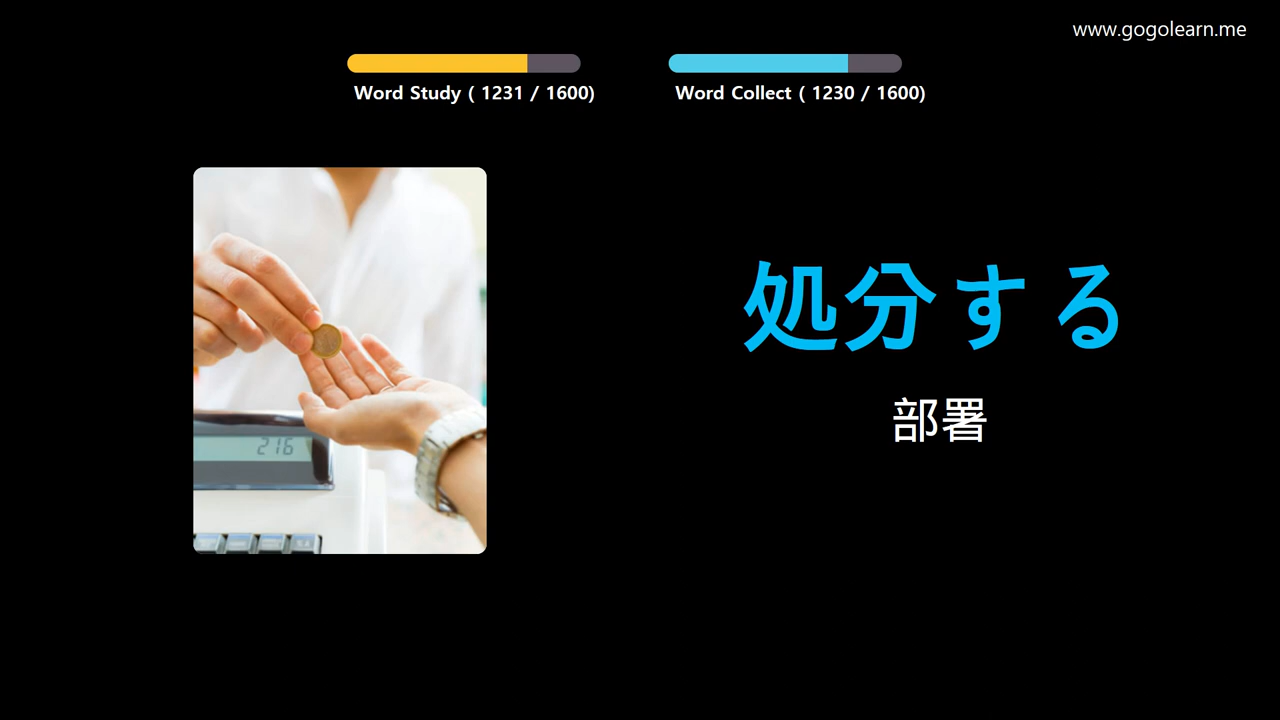 www.gogolearn.me
Word Study ( 1231 / 1600)
Word Collect ( 1230 / 1600)
処分する
部署
216